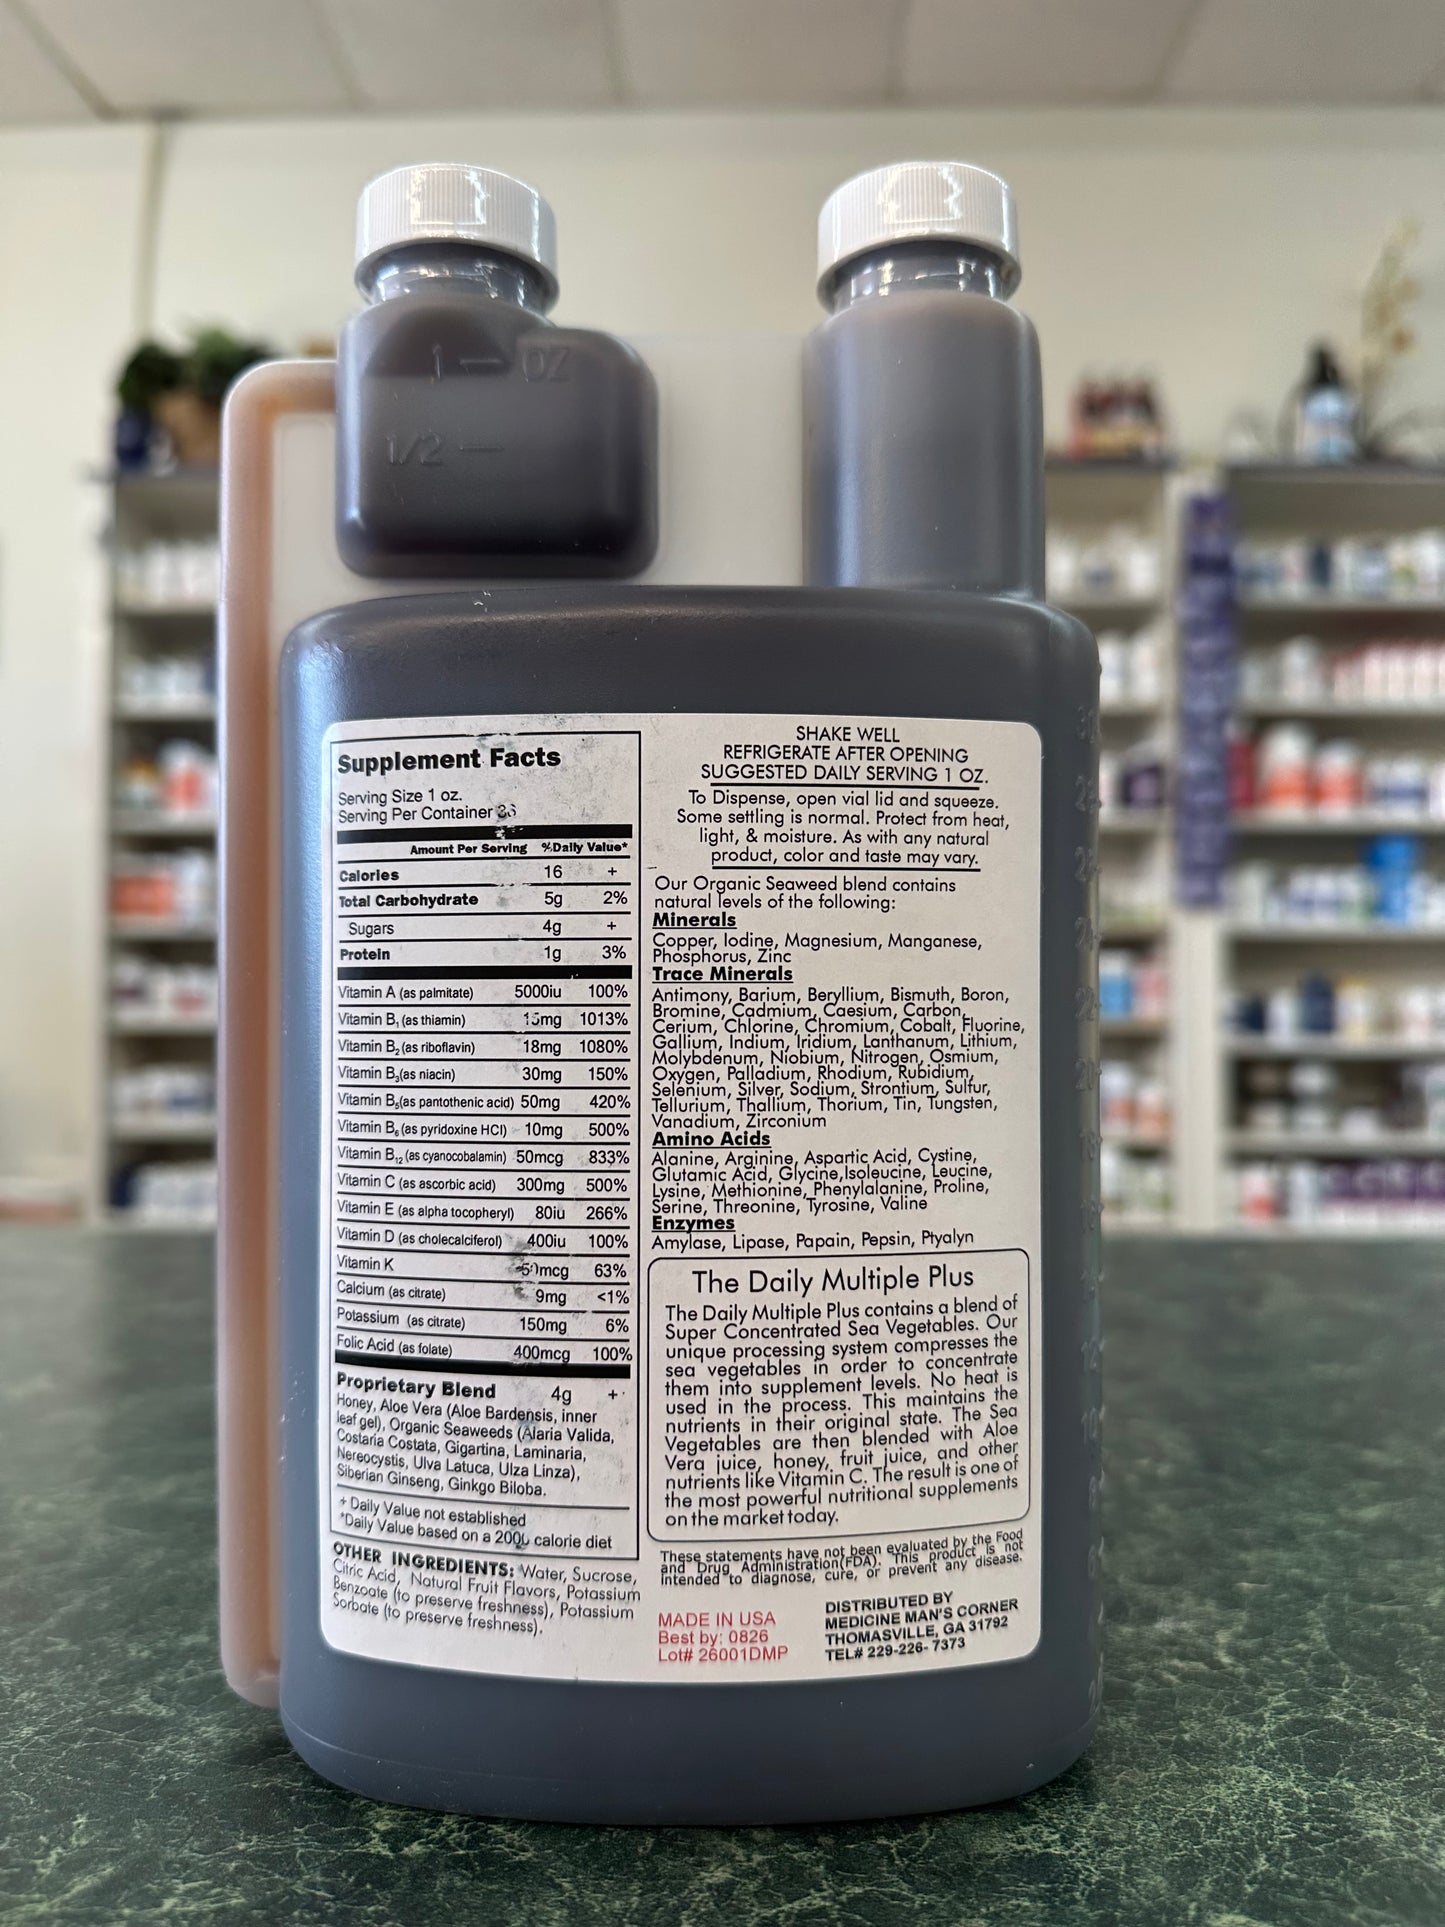 1 OZ
1/2
Supplement Facts
Serving Size 1 oz.
Serving Per Container
Amount Per Serving %Daily Value*
Calories 16 +
Total Carbohydrate 5g 2%
Sugars 4g +
Protein 1g 3%
Vitamin A (as palmitate) 5000iu 100%
Vitamin B1 (as thiamin) 15mg 1013%
Vitamin B2 (as riboflavin) 18mg 1080%
Vitamin B3(as niacin) 30mg 150%
Vitamin B5(as pantothenic acid) 50mg 420%
Vitamin B6 (as pyridoxine HCl) 10mg 500%
Vitamin B12 (as cyanocobalamin) 50mcg 833%
Vitamin C (as ascorbic acid) 300mg 500%
Vitamin E (as alpha tocopheryl) 80iu 266%
Vitamin D (as cholecalciferol) 400iu 100%
Vitamin K 50mcg 63%
Calcium (as citrate) 9mg <1%
Potassium (as citrate) 150mg 6%
Folic Acid (as folate) 400mcg 100%
Proprietary Blend 4g +
Honey, Aloe Vera (Aloe Bardensis, inner
leaf gel), Organic Seaweeds (Alaria Valida,
Costaria Costata, Gigartina, Laminaria,
Nereocystis, Ulva Latuca, Ulza Linza),
Siberian Ginseng, Ginkgo Biloba.
+ Daily Value not established
*Daily Value based on a 2000 calorie diet
OTHER INGREDIENTS: Water, Sucrose,
Citric Acid, Natural Fruit Flavors, Potassium
Benzoate (to preserve freshness), Potassium
Sorbate (to preserve freshness).
SHAKE WELL
REFRIGERATE AFTER OPENING
SUGGESTED DAILY SERVING 1 OZ.
To Dispense, open vial lid and squeeze.
Some settling is normal. Protect from heat,
light, & moisture. As with any natural
product, color and taste may vary.
Our Organic Seaweed blend contains
natural levels of the following:
Minerals
Copper, Iodine, Magnesium, Manganese,
Phosphorus, Zinc
Trace Minerals
Antimony, Barium, Beryllium, Bismuth, Boron,
Bromine, Cadmium, Caesium, Carbon,
Cerium, Chlorine, Chromium, Cobalt, Fluorine,
Gallium, Indium, Iridium, Lanthanum, Lithium,
Molybdenum, Niobium, Nitrogen, Osmium,
Oxygen, Palladium, Rhodium, Rubidium,
Selenium, Silver, Sodium, Strontium, Sulfur,
Tellurium, Thallium, Thorium, Tin, Tungsten,
Vanadium, Zirconium
Amino Acids
Alanine, Arginine, Aspartic Acid, Cystine,
Glutamic Acid, Glycine,Isoleucine, Leucine,
Lysine, Methionine, Phenylalanine, Proline,
Serine, Threonine, Tyrosine, Valine
Enzymes
Amylase, Lipase, Papain, Pepsin, Ptyalyn
The Daily Multiple Plus
The Daily Multiple Plus contains a blend of
Super Concentrated Sea Vegetables. Our
unique processing system compresses the
sea vegetables in order to concentrate
them into supplement levels. No heat is
used in the process. This maintains the
nutrients in their original state. The Sea
Vegetables are then blended with Aloe
Vera juice, honey, fruit juice, and other
nutrients like Vitamin C. The result is one of
the most powerful nutritional supplements
on the market today.
These statements have not been evaluated by the Food
and Drug Administration(FDA). This product is not
intended to diagnose, cure, or prevent any disease.
MADE IN USA
Best by: 0826
Lot# 26001DMP
DISTRIBUTED BY
MEDICINE MAN'S CORNER
THOMASVILLE, GA 31792
TEL# 229-226- 7373